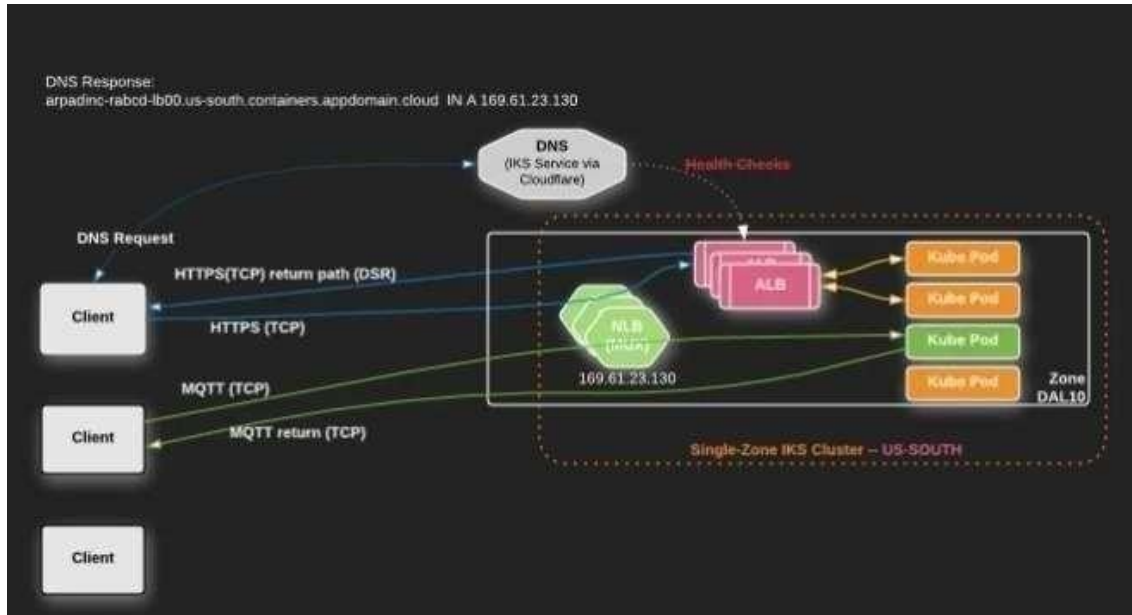 DNS Response:
arpadinc-rabcd-lb00.us-south.containers.appdomain.cloud IN A 169.61.23.130
DNS
(IKS Service via
Cloudflare)
Health Checks
DNS Request
HTTPS(TCP) return path (DSR)
Client
HTTPS (TCP)
ALB
Kube Pod
Kube Pod
NLB
(MUX)
Kube Pod
169.61.23.130
Kube Pod
Zone
DAL10
MQTT (TCP)
Client
MQTT return (TCP)
Single-Zone IKS Cluster -- US-SOUTH
Client